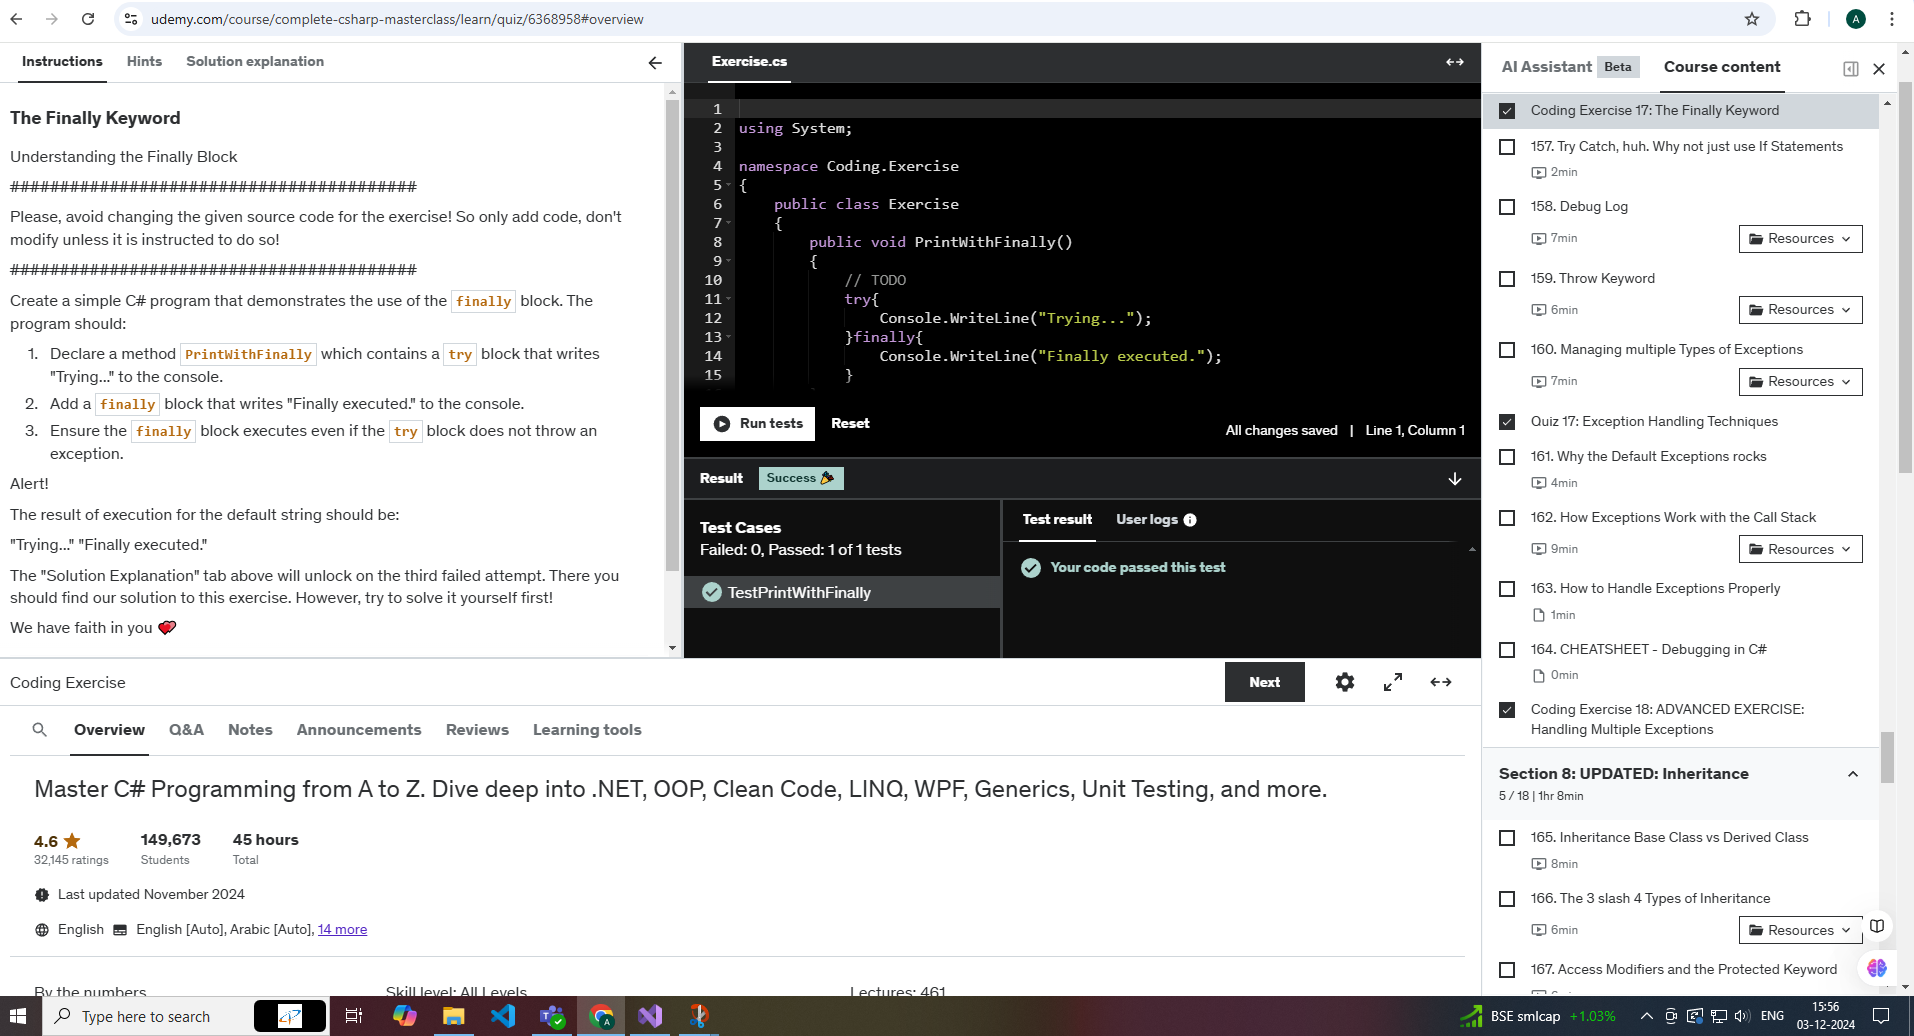 udemy.com/course/complete-csharp-masterclass/learn/quiz/6368958#overview
A
Instructions
Hints
Solution explanation
The Finally Keyword
Understanding the Finally Block
#########################################
Please, avoid changing the given source code for the exercise! So only add code, don't
modify unless it is instructed to do so!
#########################################
Create a simple C# program that demonstrates the use of the finally block. The
program should:
1. Declare a method PrintWithFinally which contains a try block that writes
"Trying..." to the console.
2. Add a finally block that writes "Finally executed." to the console.
3. Ensure the finally block executes even if the try block does not throw an
exception.
Alert!
The result of execution for the default string should be:
"Trying..." "Finally executed."
The "Solution Explanation" tab above will unlock on the third failed attempt. There you
should find our solution to this exercise. However, try to solve it yourself first!
We have faith in you
Exercise.cs
1
2 using System;
3
4 namespace Coding.Exercise
5 {
6 public class Exercise
7 {
8 public void PrintWithFinally()
9 {
10 // TODO
11 try{
12 Console.WriteLine("Trying...");
13 }finally{
14 Console.WriteLine("Finally executed.");
15 }
Run tests
Reset
All changes saved | Line 1, Column 1
Result
Success
Test Cases
Failed: 0, Passed: 1 of 1 tests
TestPrintWithFinally
Test result
User logs
Your code passed this test
AI Assistant Beta
Course content
Coding Exercise 17: The Finally Keyword
157. Try Catch, huh. Why not just use If Statements
2min
158. Debug Log
7min
Resources
159. Throw Keyword
6min
Resources
160. Managing multiple Types of Exceptions
7min
Resources
Quiz 17: Exception Handling Techniques
161. Why the Default Exceptions rocks
4min
162. How Exceptions Work with the Call Stack
9min
Resources
163. How to Handle Exceptions Properly
1min
164. CHEATSHEET - Debugging in C#
0min
Coding Exercise 18: ADVANCED EXERCISE:
Handling Multiple Exceptions
Section 8: UPDATED: Inheritance
5 / 18 | 1hr 8min
165. Inheritance Base Class vs Derived Class
8min
166. The 3 slash 4 Types of Inheritance
6min
Resources
167. Access Modifiers and the Protected Keyword
Coding Exercise
Next
Overview
Q&A
Notes
Announcements
Reviews
Learning tools
Master C# Programming from A to Z. Dive deep into .NET, OOP, Clean Code, LINQ, WPF, Generics, Unit Testing, and more.
4.6
32,145 ratings
149,673
Students
45 hours
Total
Last updated November 2024
English
English [Auto], Arabic [Auto], 14 more
By the numbers
Skill level: All Levels
Lectures: 461
Type here to search
BSE smlcap +1.03%
ENG
15:56
03-12-2024